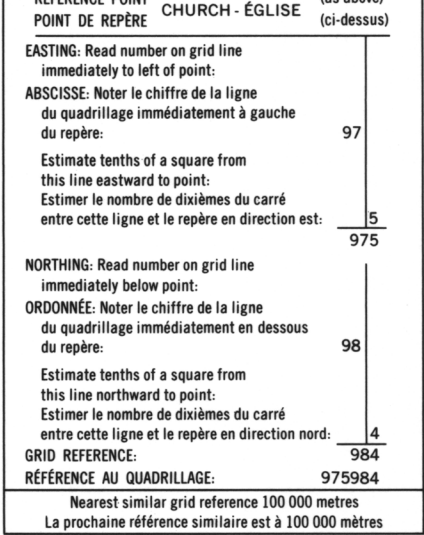 REFERENCE POINT CHURCH - ÉGLISE (as above)
POINT DE REPÈRE (ci-dessus)
EASTING: Read number on grid line
immediately to left of point:
ABSCISSE: Noter le chiffre de la ligne
du quadrillage immédiatement à gauche
du repère: 97
Estimate tenths of a square from
this line eastward to point:
Estimer le nombre de dixièmes du carré
entre cette ligne et le repère en direction est: 5
975
NORTHING: Read number on grid line
immediately below point:
ORDONNÉE: Noter le chiffre de la ligne
du quadrillage immédiatement en dessous
du repère: 98
Estimate tenths of a square from
this line northward to point:
Estimer le nombre de dixièmes du carré
entre cette ligne et le repère en direction nord: 4
GRID REFERENCE: 984
RÉFÉRENCE AU QUADRILLAGE: 975984
Nearest similar grid reference 100 000 metres
La prochaine référence similaire est à 100 000 mètres